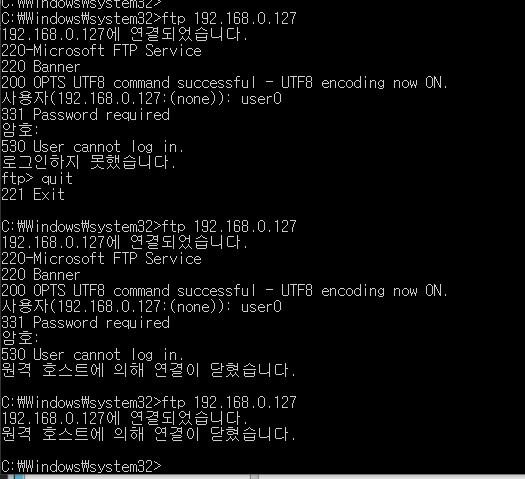 C:\Windows\system32>
C:\Windows\system32>ftp 192.168.0.127
192.168.0.127에 연결되었습니다.
220-Microsoft FTP Service
220 Banner
200 OPTS UTF8 command successful - UTF8 encoding now ON.
사용자(192.168.0.127:(none)): user0
331 Password required
암호:
530 User cannot log in.
로그인하지 못했습니다.
ftp> quit
221 Exit
C:\Windows\system32>ftp 192.168.0.127
192.168.0.127에 연결되었습니다.
220-Microsoft FTP Service
220 Banner
200 OPTS UTF8 command successful - UTF8 encoding now ON.
사용자(192.168.0.127:(none)): user0
331 Password required
암호:
530 User cannot log in.
원격 호스트에 의해 연결이 닫혔습니다.
C:\Windows\system32>ftp 192.168.0.127
192.168.0.127에 연결되었습니다.
원격 호스트에 의해 연결이 닫혔습니다.
C:\Windows\system32>